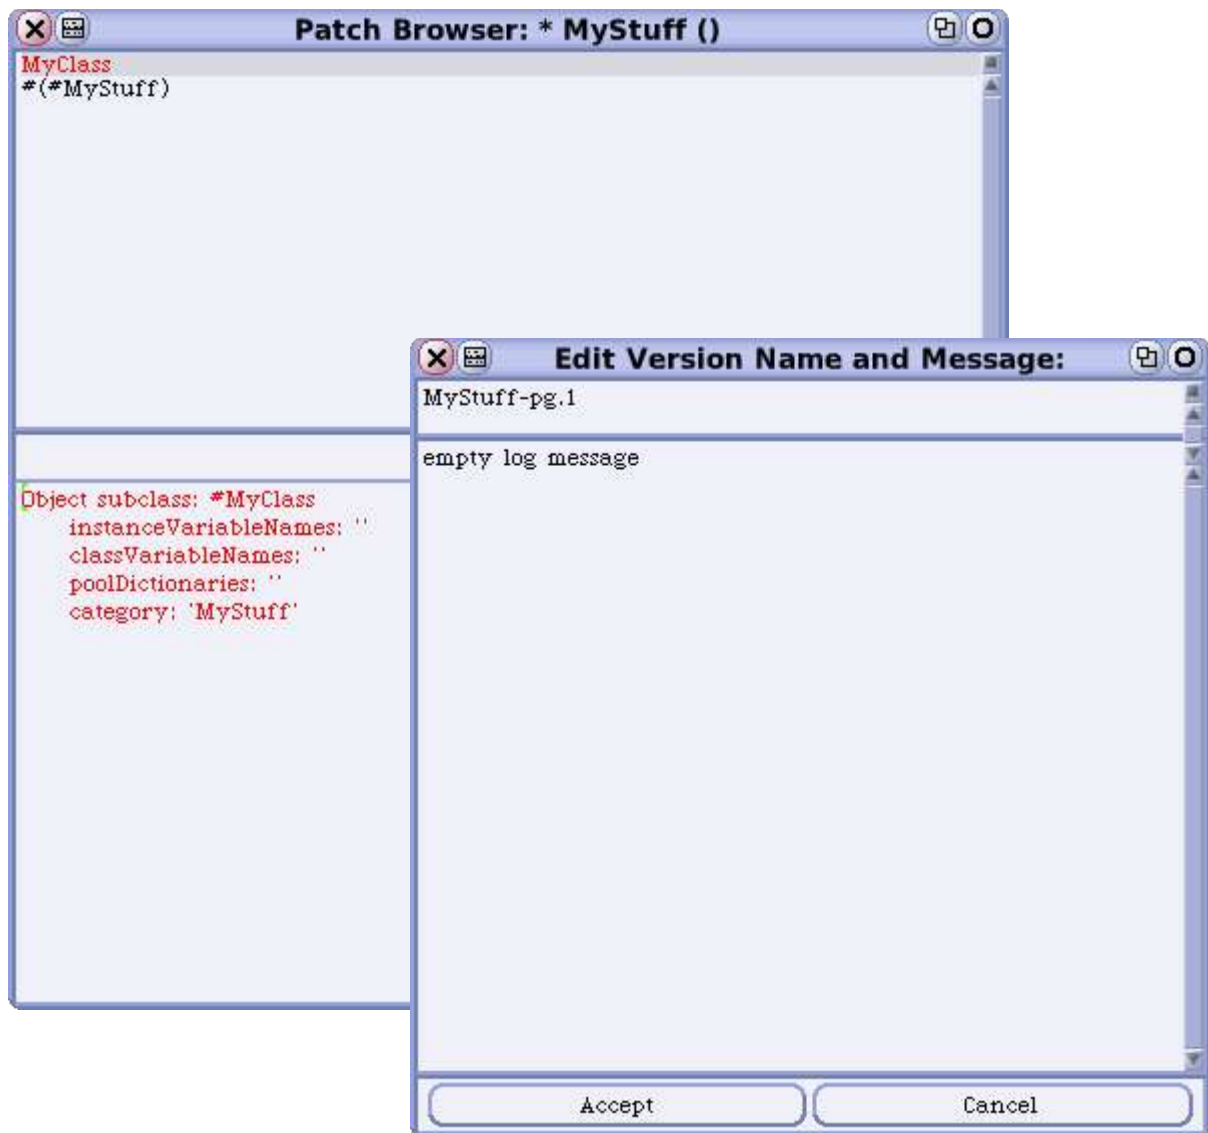 Patch Browser: * MyStuff ()
MyClass
#(#MyStuff)
Object subclass: #MyClass
instanceVariableNames: ''
classVariableNames: ''
poolDictionaries: ''
category: 'MyStuff'
Edit Version Name and Message:
MyStuff-pg.1
empty log message
Accept
Cancel